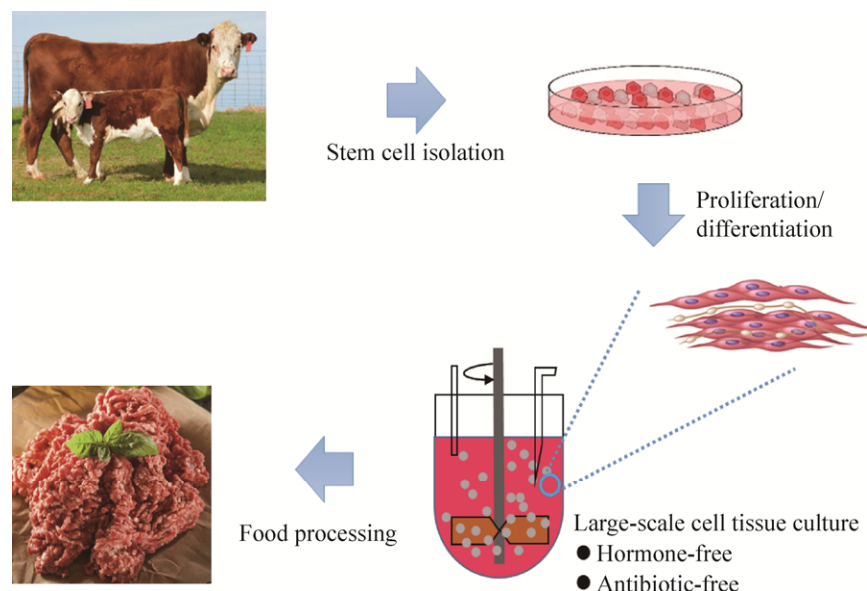 Stem cell isolation
Proliferation/
differentiation
Food processing
Large-scale cell tissue culture
● Hormone-free
● Antibiotic-free